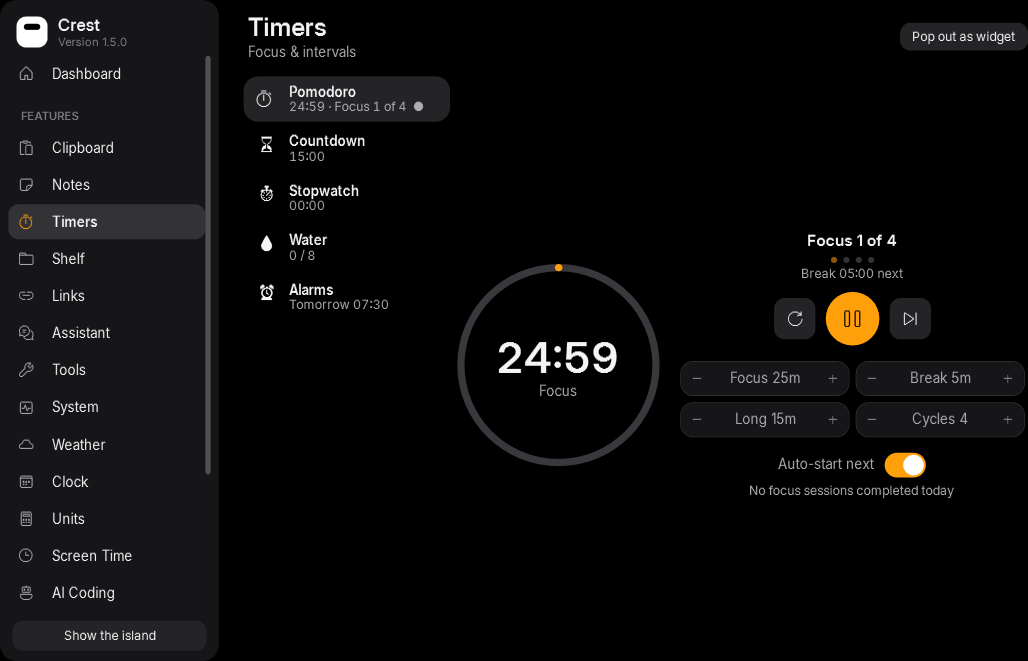 Crest
Version 1.5.0
Dashboard
FEATURES
Clipboard
Notes
Timers
Shelf
Links
Assistant
Tools
System
Weather
Clock
Units
Screen Time
AI Coding
Show the island
Timers
Focus & intervals
Pop out as widget
Pomodoro
24:59 · Focus 1 of 4
Countdown
15:00
Stopwatch
00:00
Water
0 / 8
Alarms
Tomorrow 07:30
24:59
Focus
Focus 1 of 4
Break 05:00 next
− Focus 25m +
− Break 5m +
− Long 15m +
− Cycles 4 +
Auto-start next
No focus sessions completed today